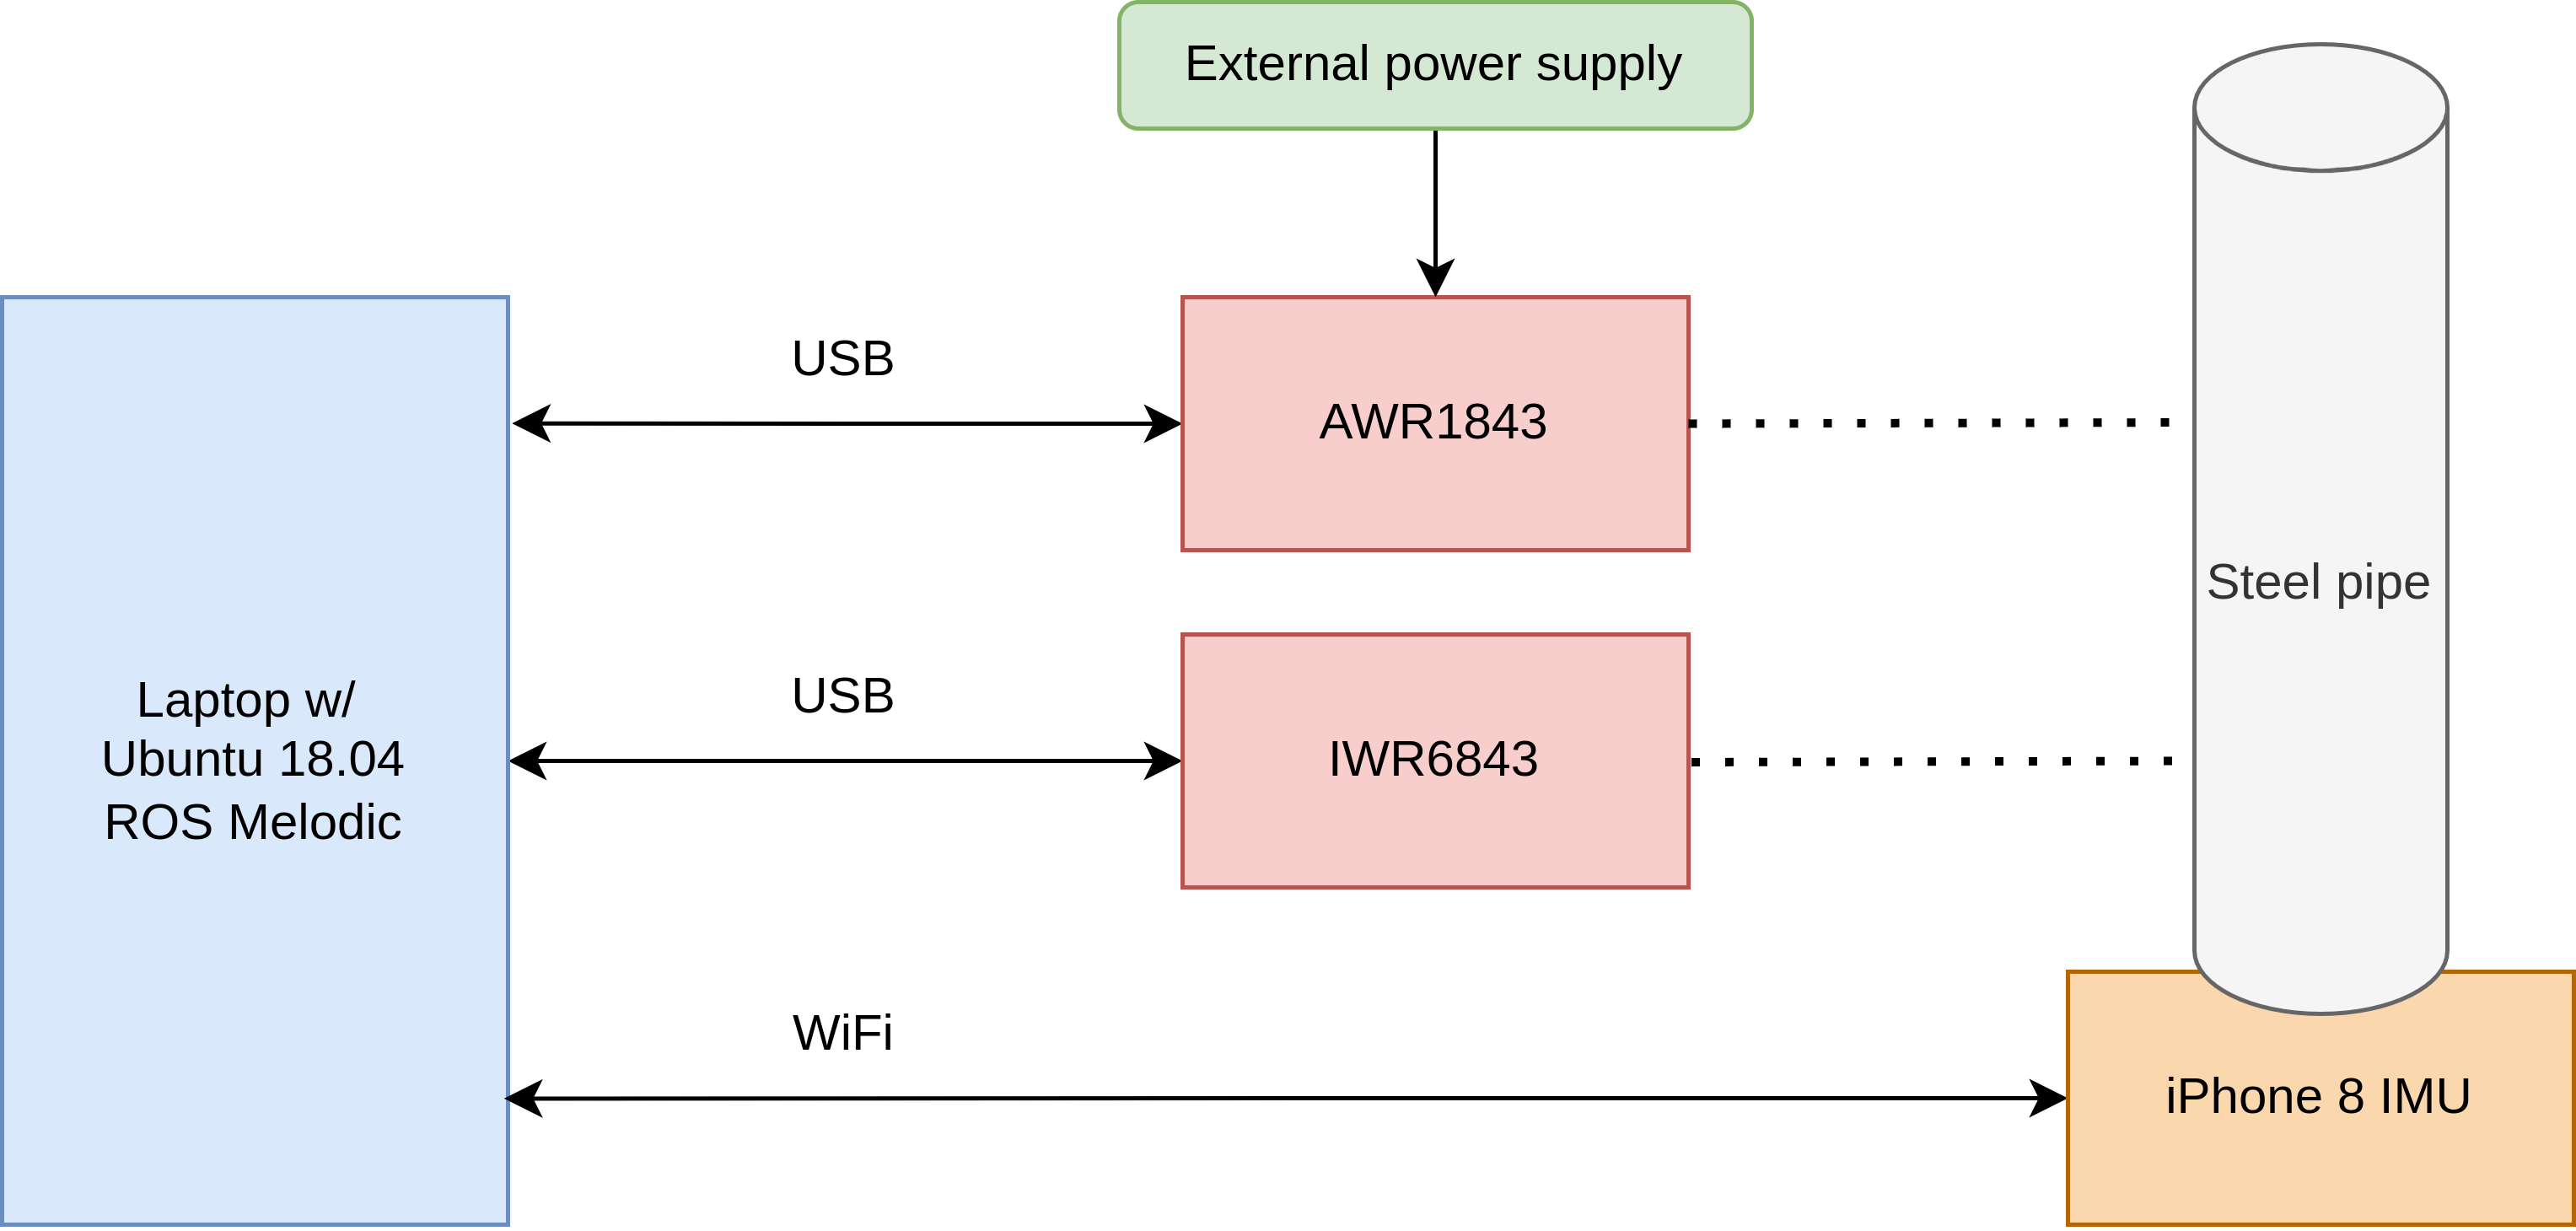 External power supply
USB
AWR1843
Steel pipe
Laptop w/
Ubuntu 18.04
ROS Melodic
USB
IWR6843
WiFi
iPhone 8 IMU